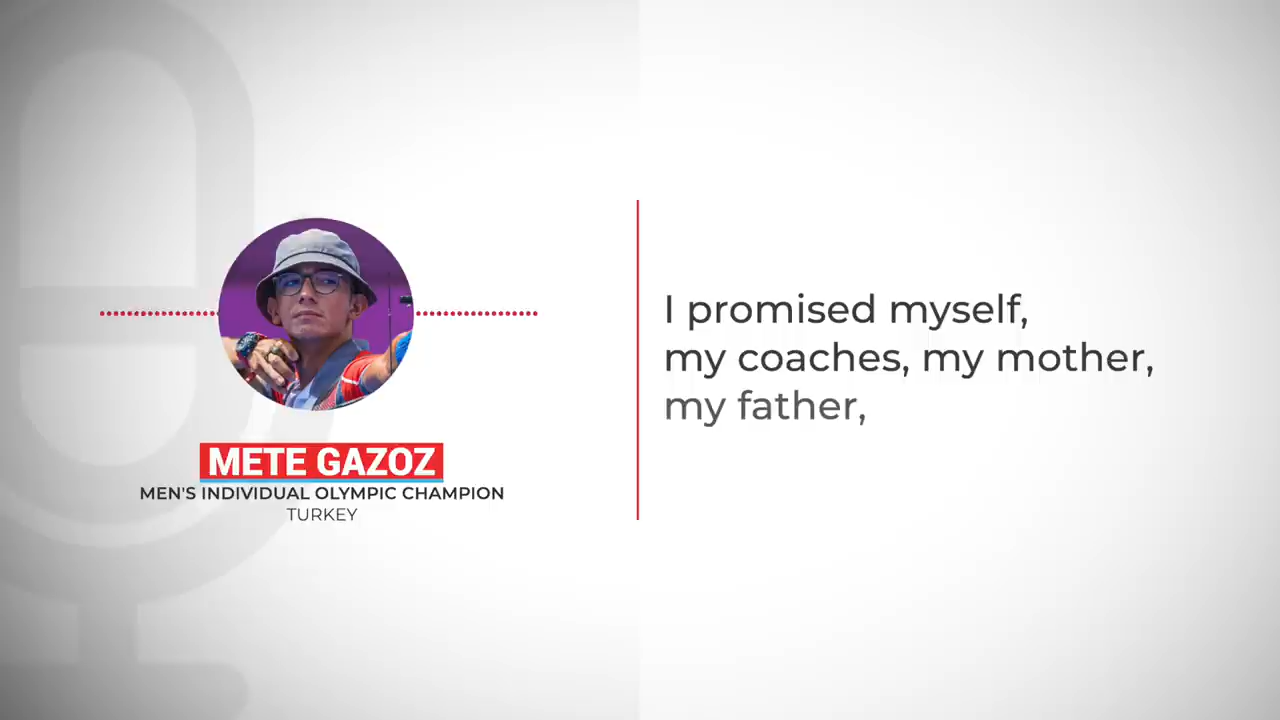 METE GAZOZ
MEN'S INDIVIDUAL OLYMPIC CHAMPION
TURKEY
I promised myself,
my coaches, my mother,
my father,